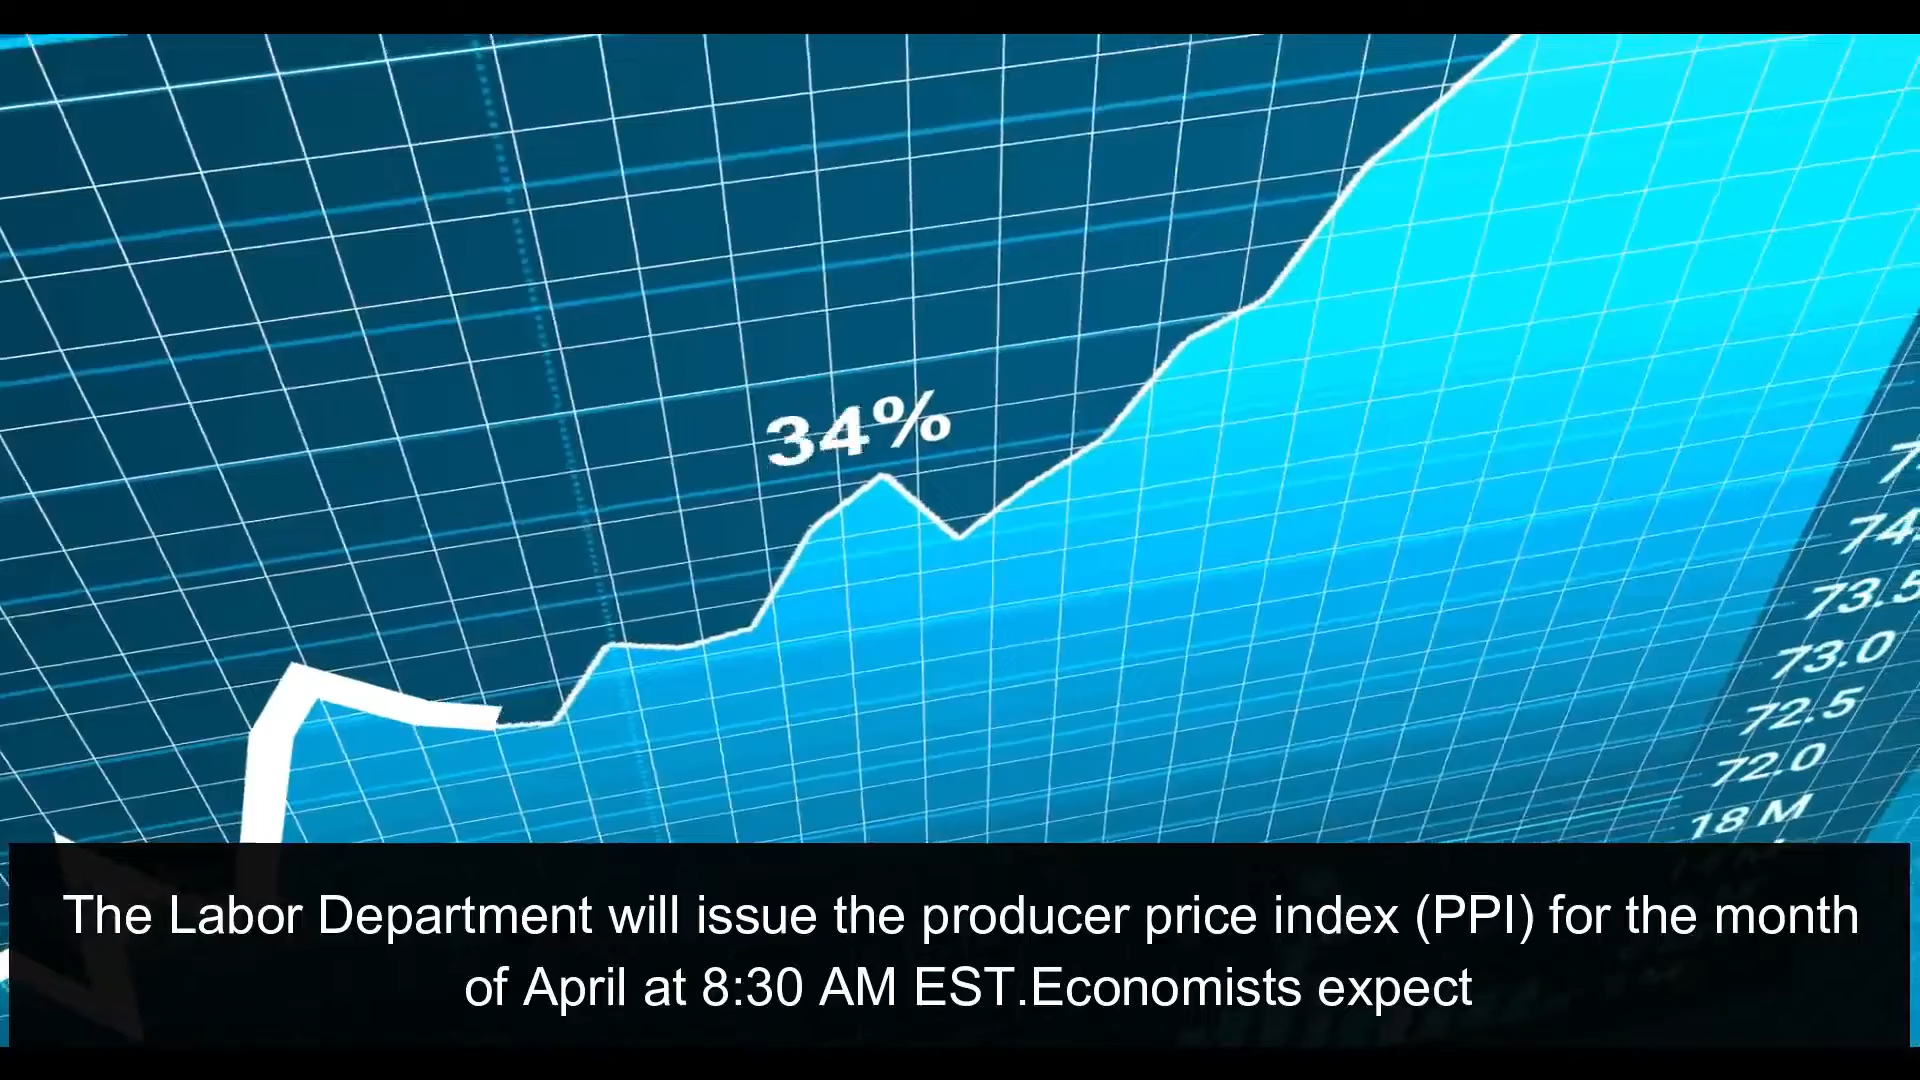 34%
73.5
73.0
72.5
72.0
18 M
The Labor Department will issue the producer price index (PPI) for the month
of April at 8:30 AM EST.Economists expect